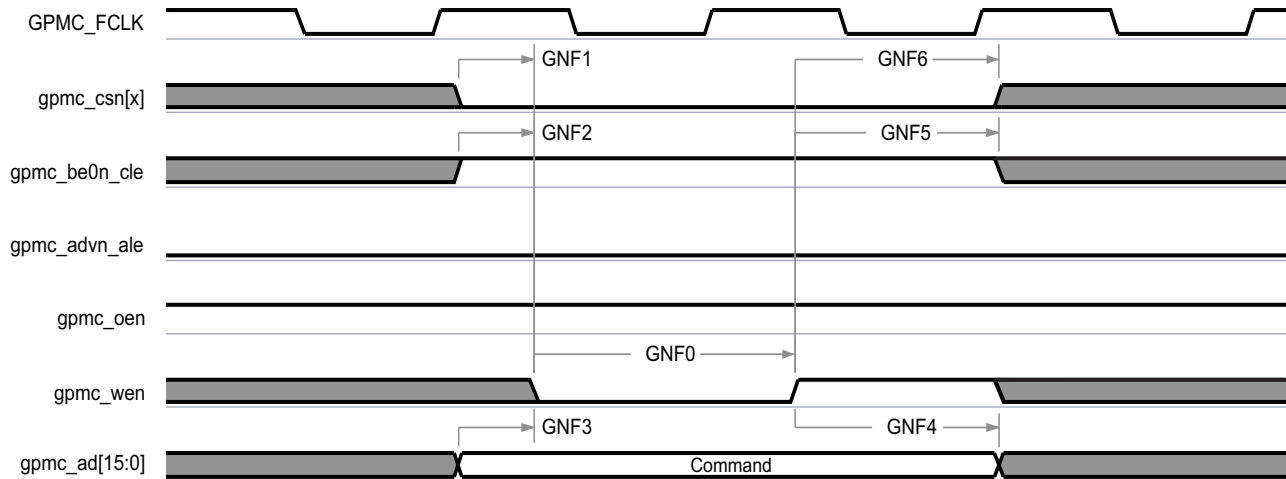 GPMC_FCLK
GNF1
GNF6
gpmc_csn[x]
GNF2
GNF5
gpmc_be0n_cle
gpmc_advn_ale
gpmc_oen
GNF0
gpmc_wen
GNF3
GNF4
gpmc_ad[15:0]
Command